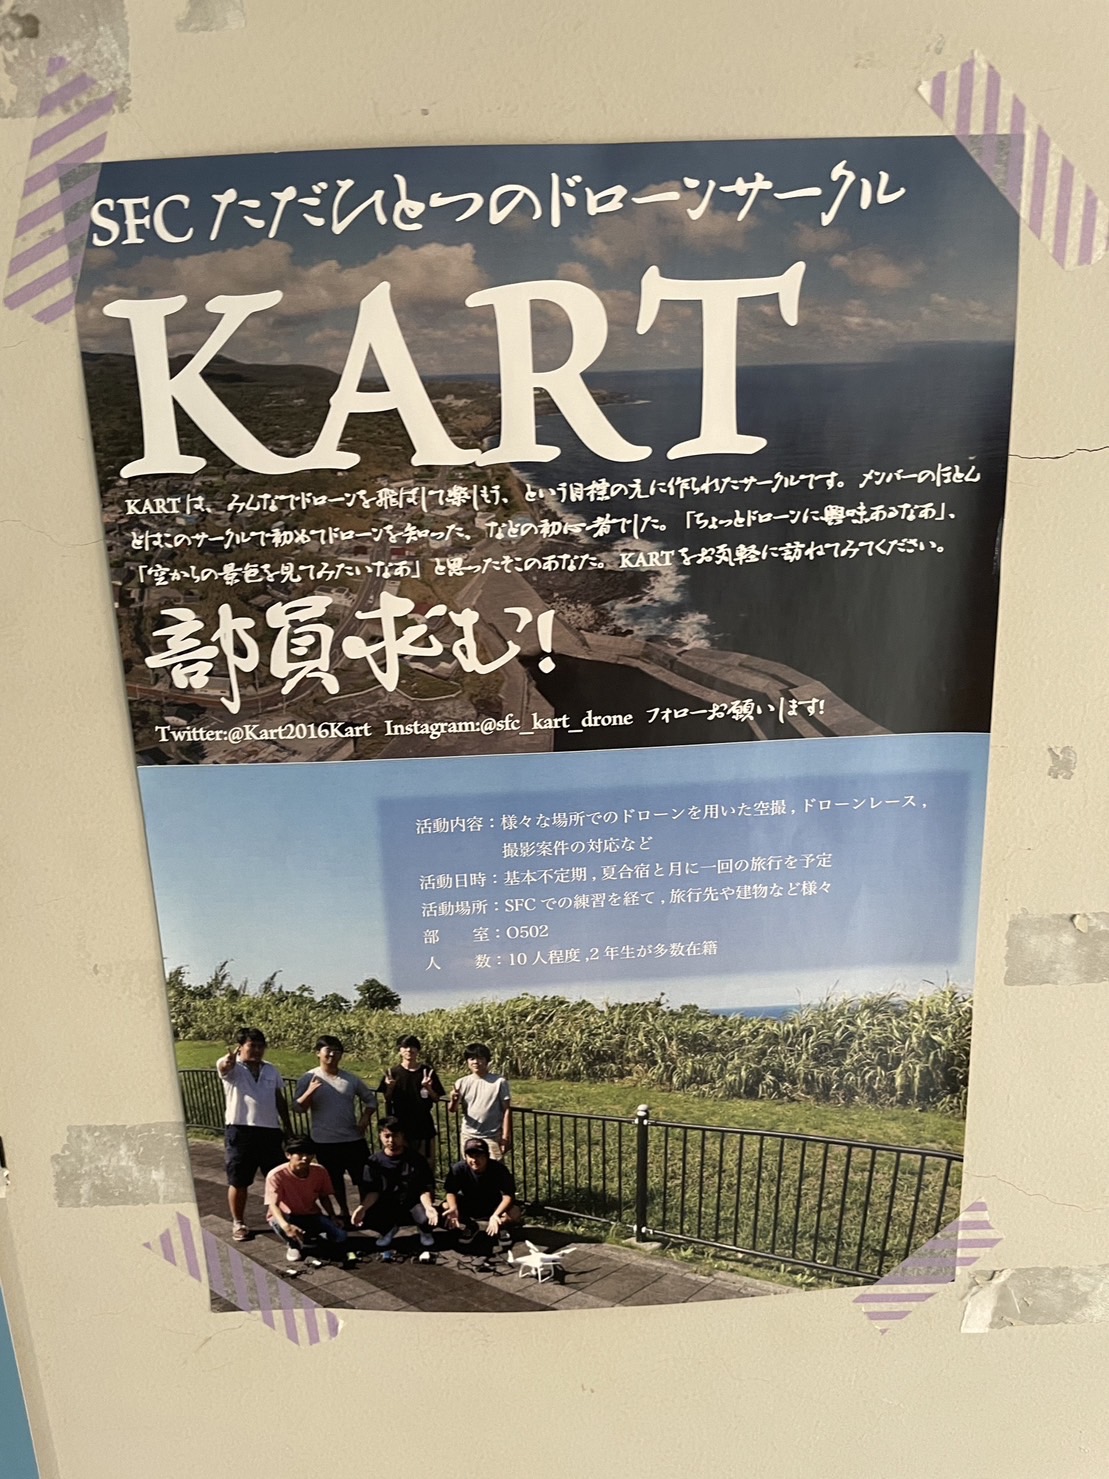 SFC ただひとつのドローンサークル
KART
KARTは、みんなでドローンを飛ばして楽しもう、という目標のもとに作られたサークルです。メンバーのほとん
どはこのサークルで初めてドローンを知った、などの初心者でした。「ちょっとドローンに興味あるなあ」、
「空からの景色を見てみたいなあ」と思ったそこのあなた。KARTをお気軽に訪ねてみてください。
部員求む!
Twitter:@Kart2016Kart Instagram:@sfc_kart_drone フォローお願いします!
活動内容：様々な場所でのドローンを用いた空撮,ドローンレース,
撮影案件の対応など
活動日時：基本不定期,夏合宿と月に一回の旅行を予定
活動場所：SFCでの練習を経て,旅行先や建物など様々
部　　室：O502
人　　数：10人程度,2年生が多数在籍